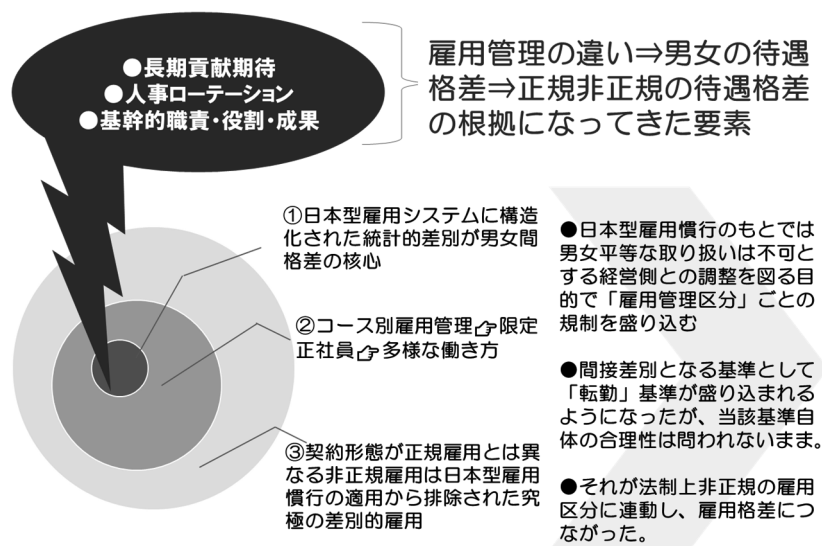 ●長期貢献期待
●人事ローテーション
●基幹的職責・役割・成果
雇用管理の違い⇒男女の待遇
格差⇒正規非正規の待遇格差
の根拠になってきた要素
①日本型雇用システムに構造
化された統計的差別が男女間
格差の核心
②コース別雇用管理👉限定
正社員👉多様な働き方
③契約形態が正規雇用とは異
なる非正規雇用は日本型雇用
慣行の適用から排除された究
極の差別的雇用
●日本型雇用慣行のもとでは
男女平等な取り扱いは不可と
する経営側との調整を図る目
的で「雇用管理区分」ごとの
規制を盛り込む
●間接差別となる基準として
「転勤」基準が盛り込まれる
ようになったが、当該基準自
体の合理性は問われないまま。
●それが法制上非正規の雇用
区分に連動し、雇用格差につ
ながった。